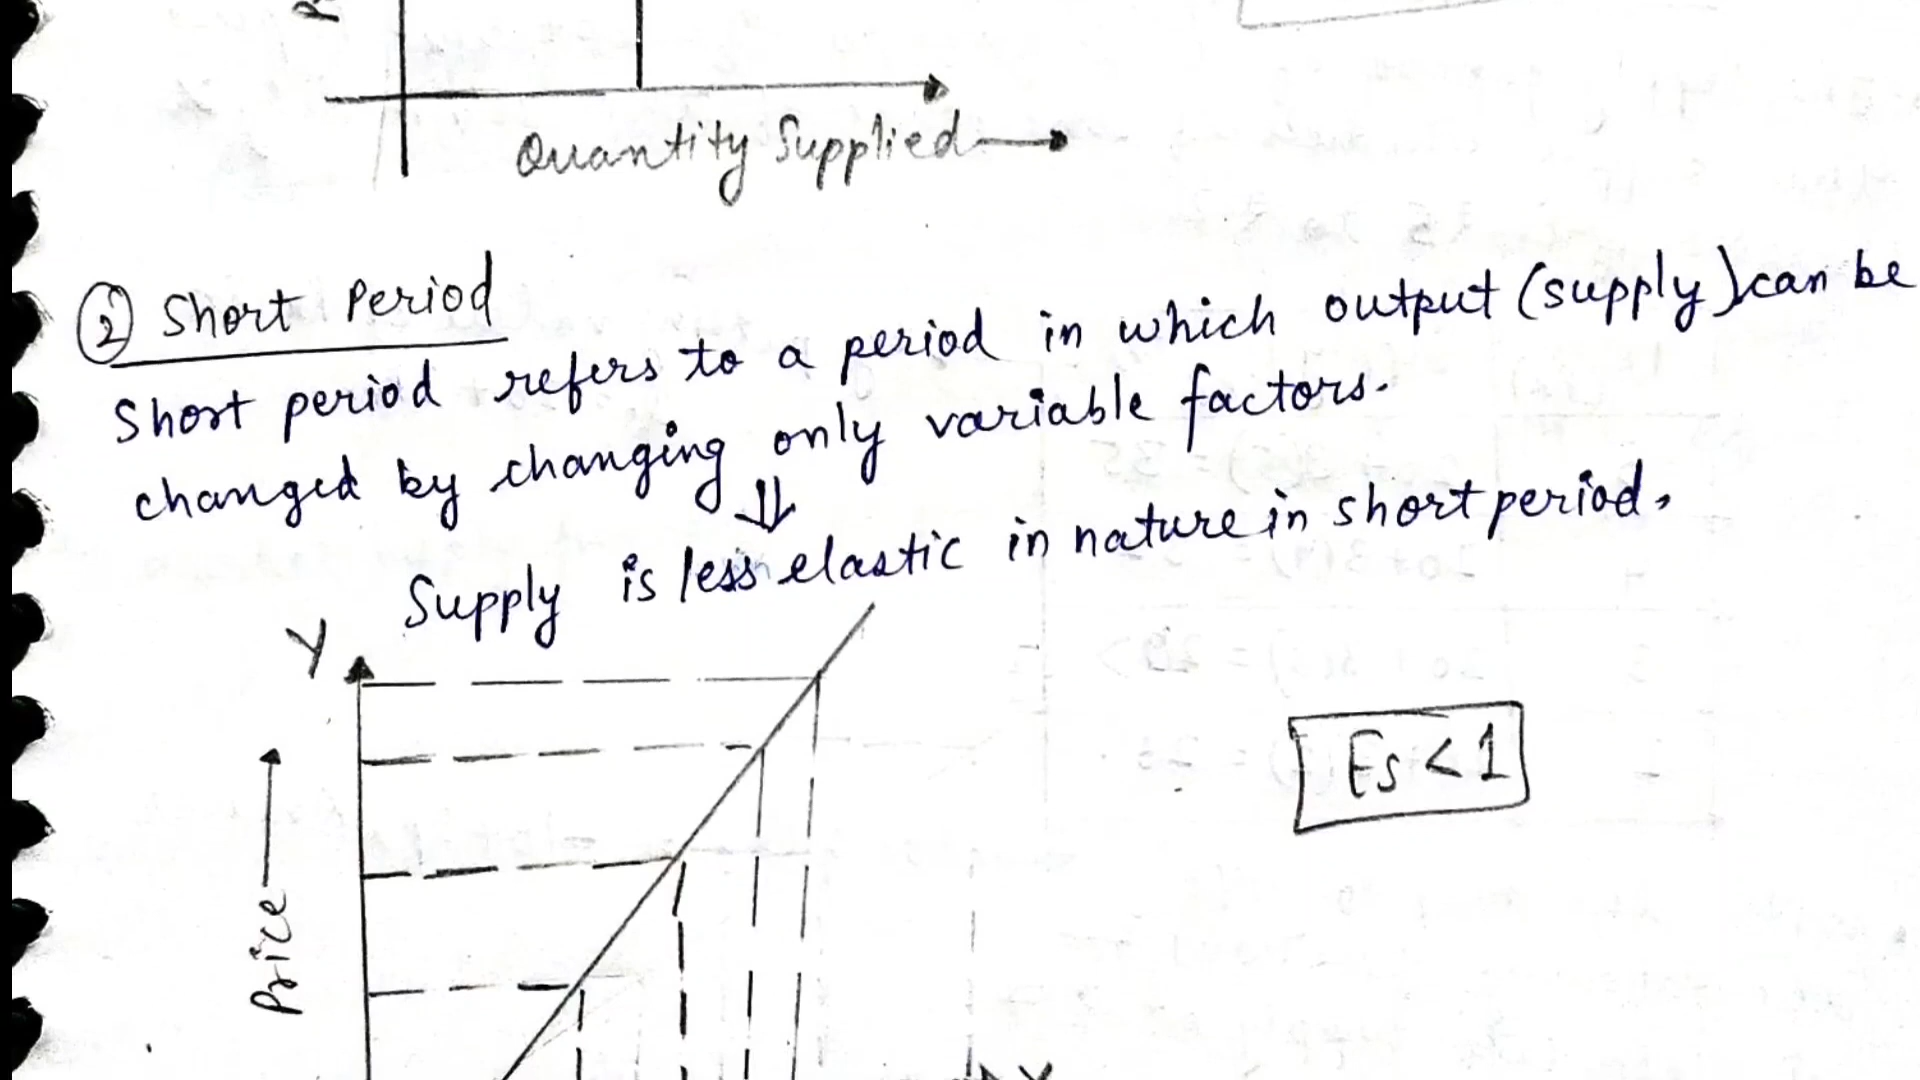 Quantity Supplied
② Short Period
Short period refers to a period in which output (supply) can be
changed by changing only variable factors.
Supply is less elastic in nature in short period.
Y
Es < 1
Price
X